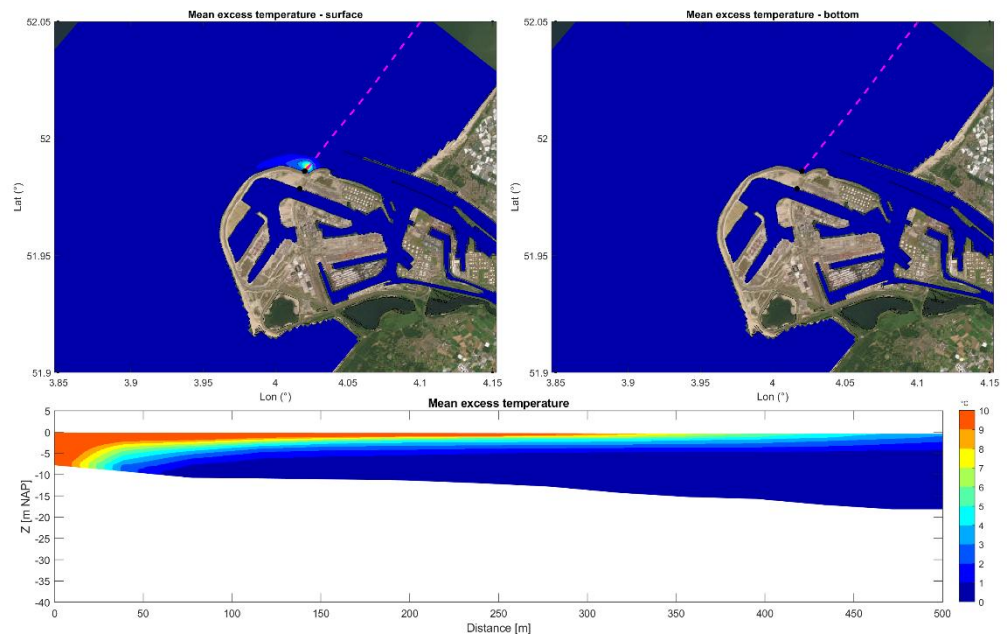 Mean excess temperature - surface
52.05
52
51.95
51.9
Lat (°)
3.85 3.9 3.95 4 4.05 4.1 4.15
Lon (°)
Mean excess temperature - bottom
52.05
52
51.95
51.9
Lat (°)
3.85 3.9 3.95 4 4.05 4.1 4.15
Lon (°)
Mean excess temperature
5
0
-5
-10
-15
-20
-25
-30
-35
-40
Z [m NAP]
0 50 100 150 200 250 300 350 400 450 500
Distance [m]
°C
10
9
8
7
6
5
4
3
2
1
0